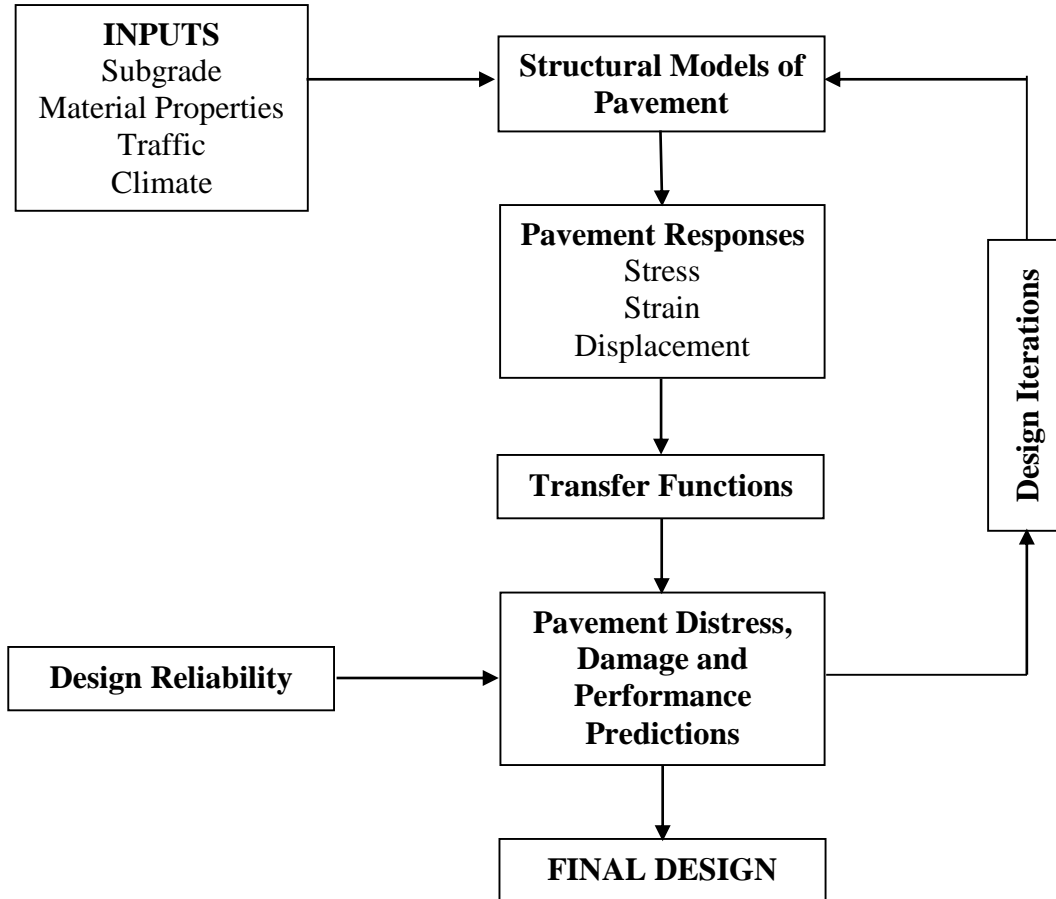 INPUTS
Subgrade
Material Properties
Traffic
Climate
Structural Models of
Pavement
Pavement Responses
Stress
Strain
Displacement
Transfer Functions
Pavement Distress,
Damage and
Performance
Predictions
Design Reliability
Design Iterations
FINAL DESIGN